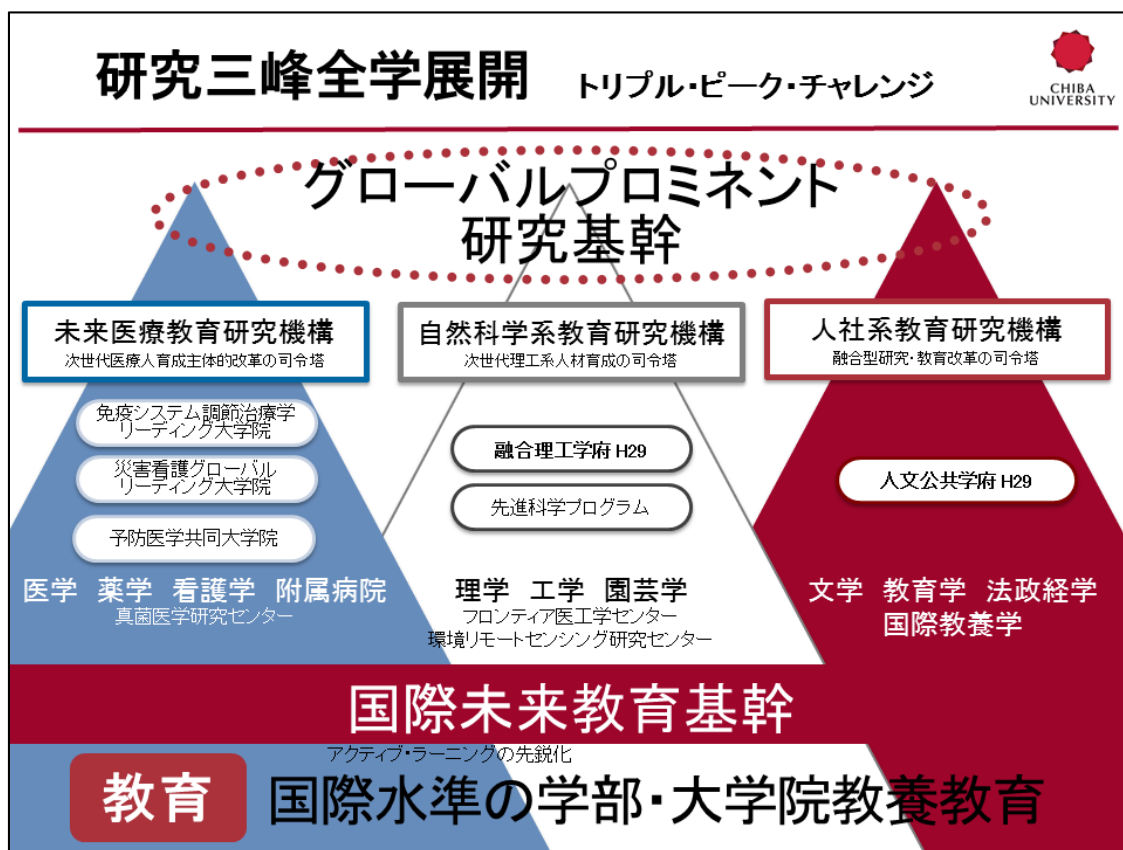 研究三峰全学展開 トリプル・ピーク・チャレンジ
CHIBA
UNIVERSITY
グローバルプロミネント
研究基幹
未来医療教育研究機構
次世代医療人育成主体的改革の司令塔
免疫システム調節治療学
リーディング大学院
災害看護グローバル
リーディング大学院
予防医学共同大学院
医学 薬学 看護学 附属病院
真菌医学研究センター
自然科学系教育研究機構
次世代理工系人材育成の司令塔
融合理工学府 H29
先進科学プログラム
理学 工学 園芸学
フロンティア医工学センター
環境リモートセンシング研究センター
人社系教育研究機構
融合型研究・教育改革の司令塔
人文公共学府 H29
文学 教育学 法政経学
国際教養学
国際未来教育基幹
アクティブ・ラーニングの先鋭化
教育 国際水準の学部・大学院教養教育